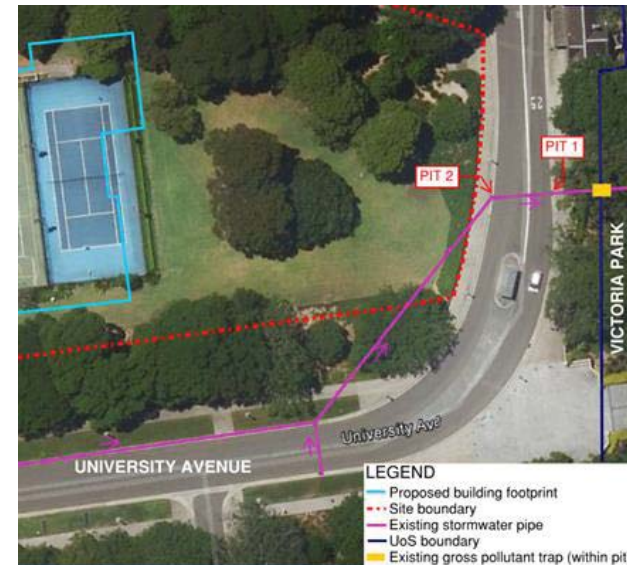 25
PIT 1
PIT 2
VICTORIA PARK
University Ave
UNIVERSITY AVENUE
LEGEND
Proposed building footprint
Site boundary
Existing stormwater pipe
UoS boundary
Existing gross pollutant trap (within pit